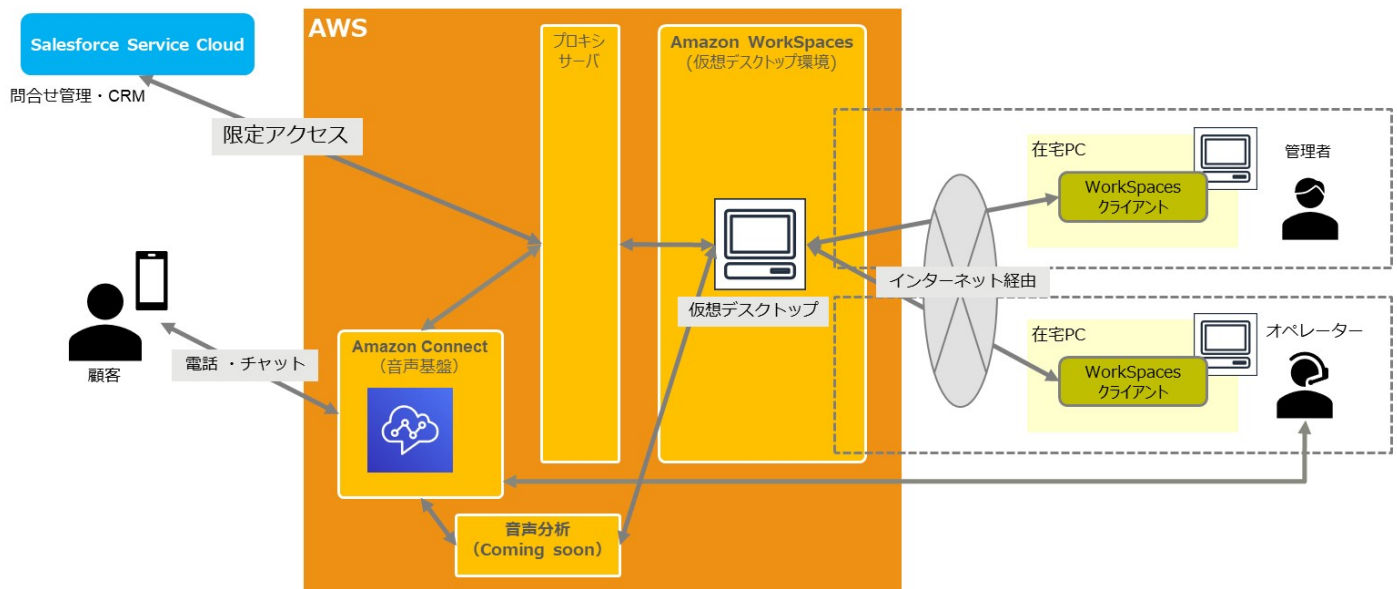 Salesforce Service Cloud
問合せ管理・CRM
AWS
プロキシ
サーバ
Amazon WorkSpaces
(仮想デスクトップ環境)
限定アクセス
在宅PC
管理者
WorkSpaces
クライアント
インターネット経由
仮想デスクトップ
顧客
電話 ・チャット
Amazon Connect
（音声基盤）
在宅PC
オペレーター
WorkSpaces
クライアント
音声分析
（Coming soon）